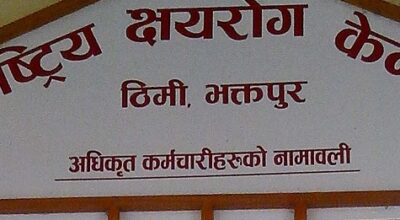 ष्ट्रिय क्षयरोग के
ठिमी, भक्तपुर
अधिकृत कर्मचारीहरुको नामावली